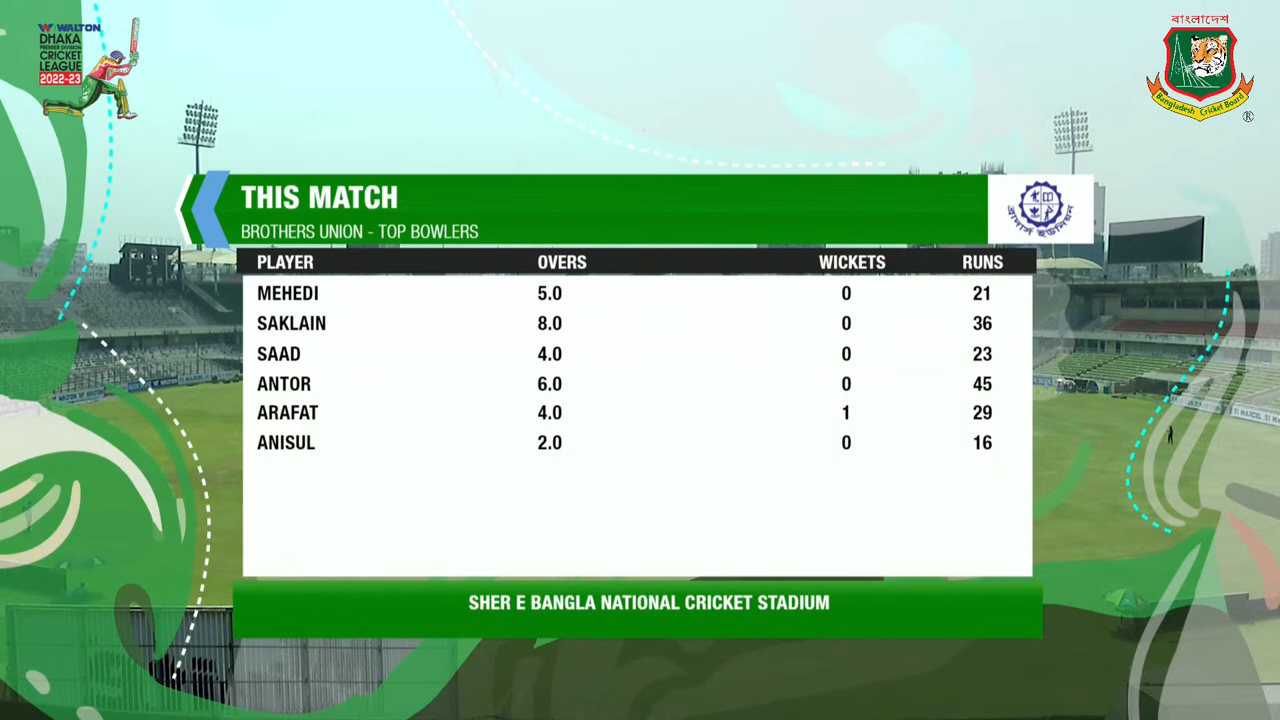 WALTON
DHAKA
PREMIER DIVISION
CRICKET
LEAGUE
2022-23
বাংলাদেশ
Bangladesh Cricket Board
®
THIS MATCH
BROTHERS UNION - TOP BOWLERS
ব্রাদার্স ইউনিয়ন
PLAYER OVERS WICKETS RUNS
MEHEDI 5.0 0 21
SAKLAIN 8.0 0 36
SAAD 4.0 0 23
ANTOR 6.0 0 45
ARAFAT 4.0 1 29
ANISUL 2.0 0 16
SHER E BANGLA NATIONAL CRICKET STADIUM